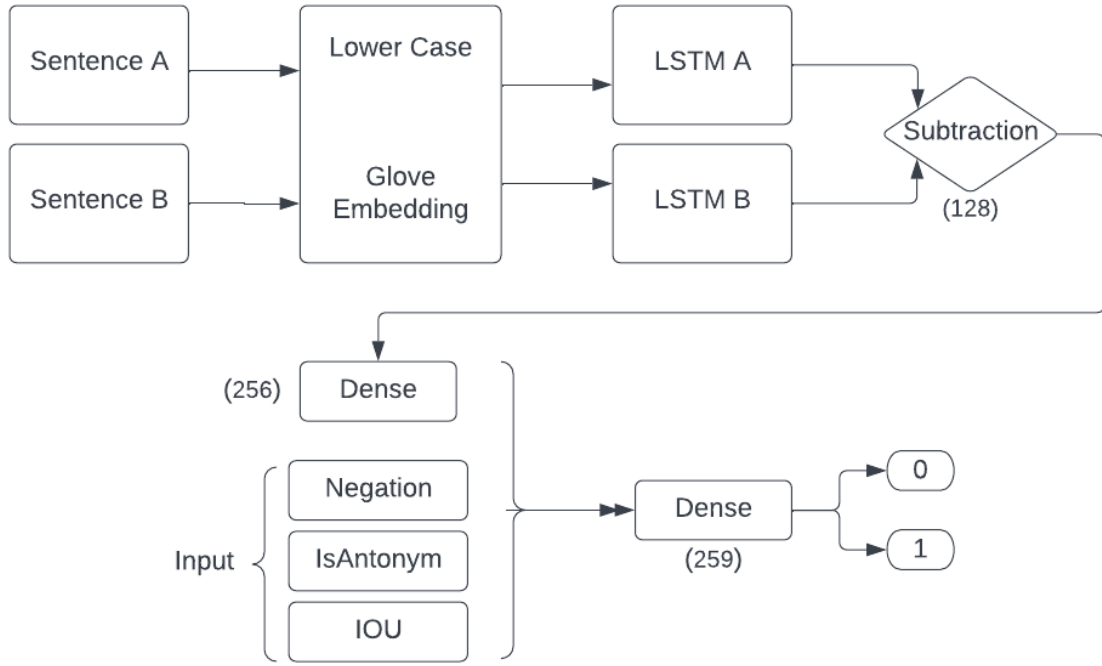 Sentence A
Lower Case
LSTM A
Subtraction
Sentence B
Glove
Embedding
LSTM B
(128)
(256)
Dense
Negation
Input
IsAntonym
IOU
Dense
(259)
0
1